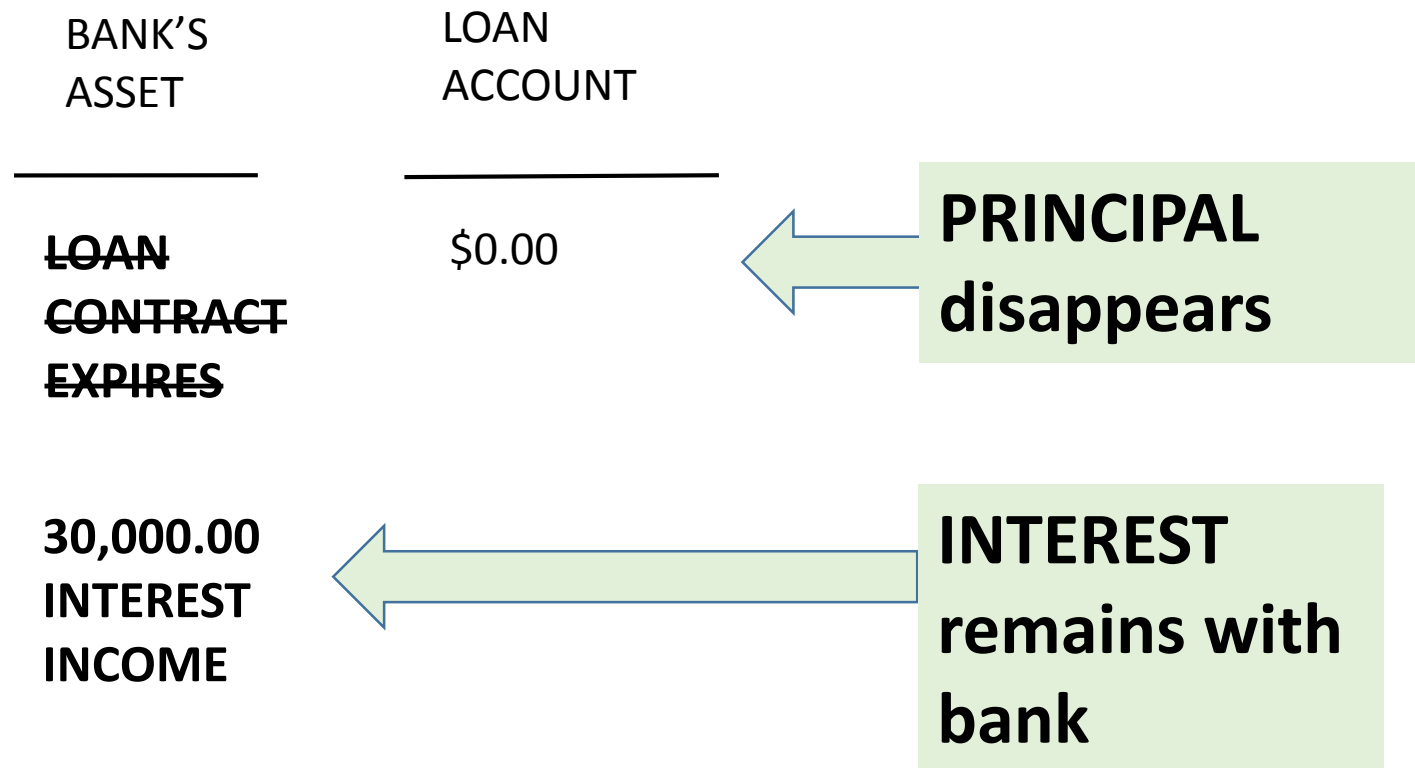 BANK'S
ASSET
LOAN
ACCOUNT
LOAN
CONTRACT
EXPIRES
$0.00
PRINCIPAL
disappears
30,000.00
INTEREST
INCOME
INTEREST
remains with
bank